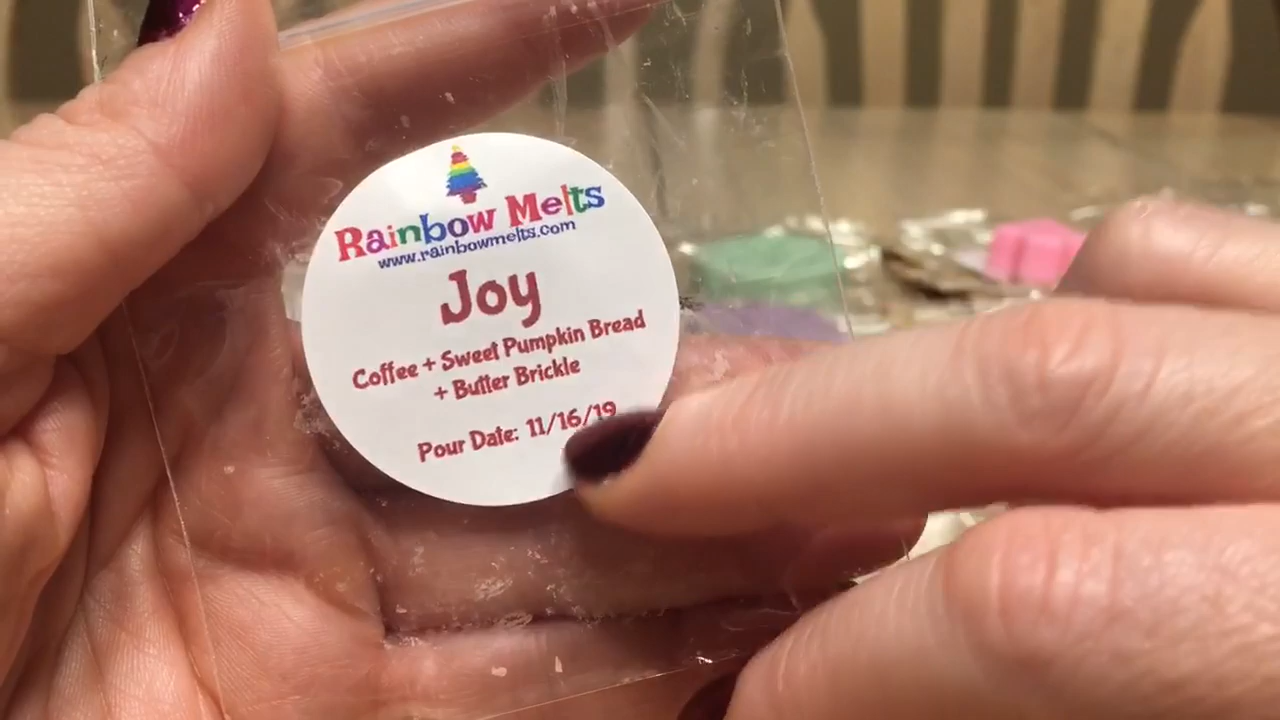 Rainbow Melts
www.rainbowmelts.com
Joy
Coffee + Sweet Pumpkin Bread
+ Butter Brickle
Pour Date: 11/16/19